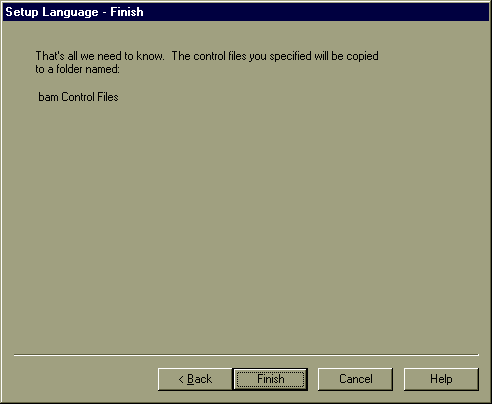 Setup Language - Finish
That's all we need to know.  The control files you specified will be copied
to a folder named:
bam Control Files
< Back
Finish
Cancel
Help